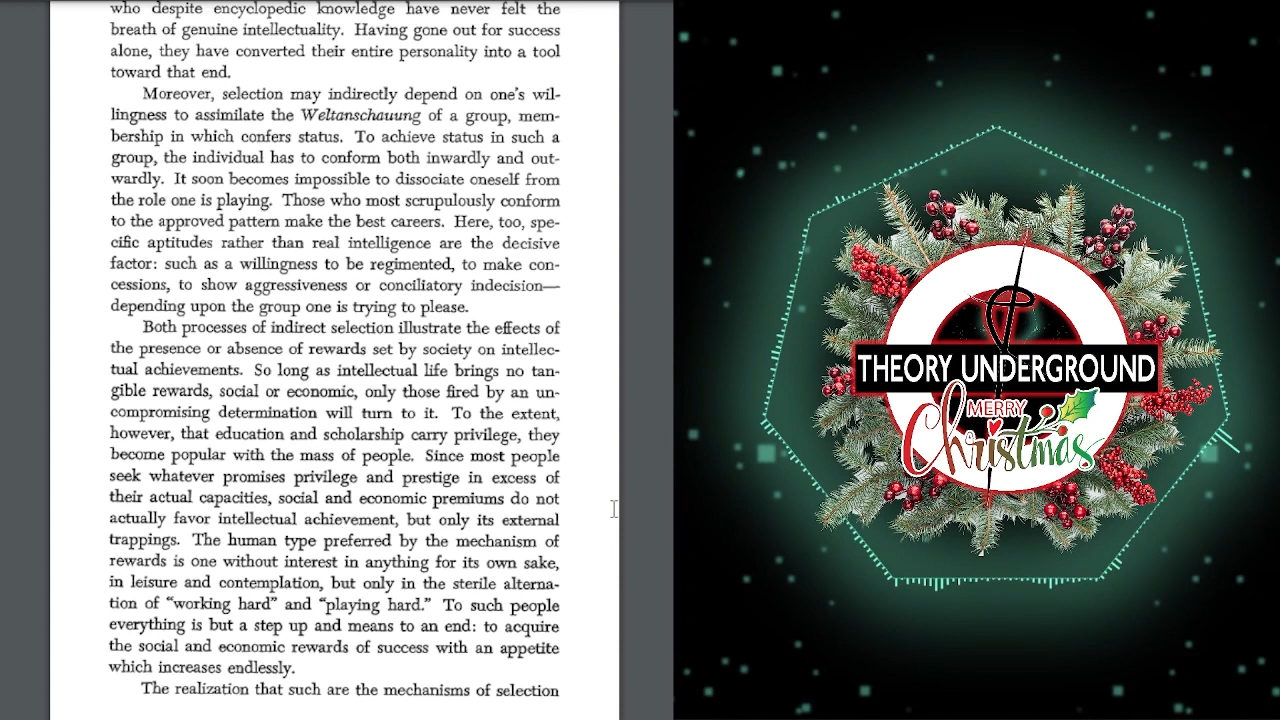 who despite encyclopedic knowledge have never felt the
breath of genuine intellectuality. Having gone out for success
alone, they have converted their entire personality into a tool
toward that end.
Moreover, selection may indirectly depend on one's wil-
lingness to assimilate the Weltanschauung of a group, mem-
bership in which confers status. To achieve status in such a
group, the individual has to conform both inwardly and out-
wardly. It soon becomes impossible to dissociate oneself from
the role one is playing. Those who most scrupulously conform
to the approved pattern make the best careers. Here, too, spe-
cific aptitudes rather than real intelligence are the decisive
factor: such as a willingness to be regimented, to make con-
cessions, to show aggressiveness or conciliatory indecision—
depending upon the group one is trying to please.
Both processes of indirect selection illustrate the effects of
the presence or absence of rewards set by society on intellec-
tual achievements. So long as intellectual life brings no tan-
gible rewards, social or economic, only those fired by an un-
compromising determination will turn to it. To the extent,
however, that education and scholarship carry privilege, they
become popular with the mass of people. Since most people
seek whatever promises privilege and prestige in excess of
their actual capacities, social and economic premiums do not
actually favor intellectual achievement, but only its external
trappings. The human type preferred by the mechanism of
rewards is one without interest in anything for its own sake,
in leisure and contemplation, but only in the sterile alterna-
tion of “working hard” and “playing hard.” To such people
everything is but a step up and means to an end: to acquire
the social and economic rewards of success with an appetite
which increases endlessly.
The realization that such are the mechanisms of selection
THEORY UNDERGROUND
MERRY
Christmas